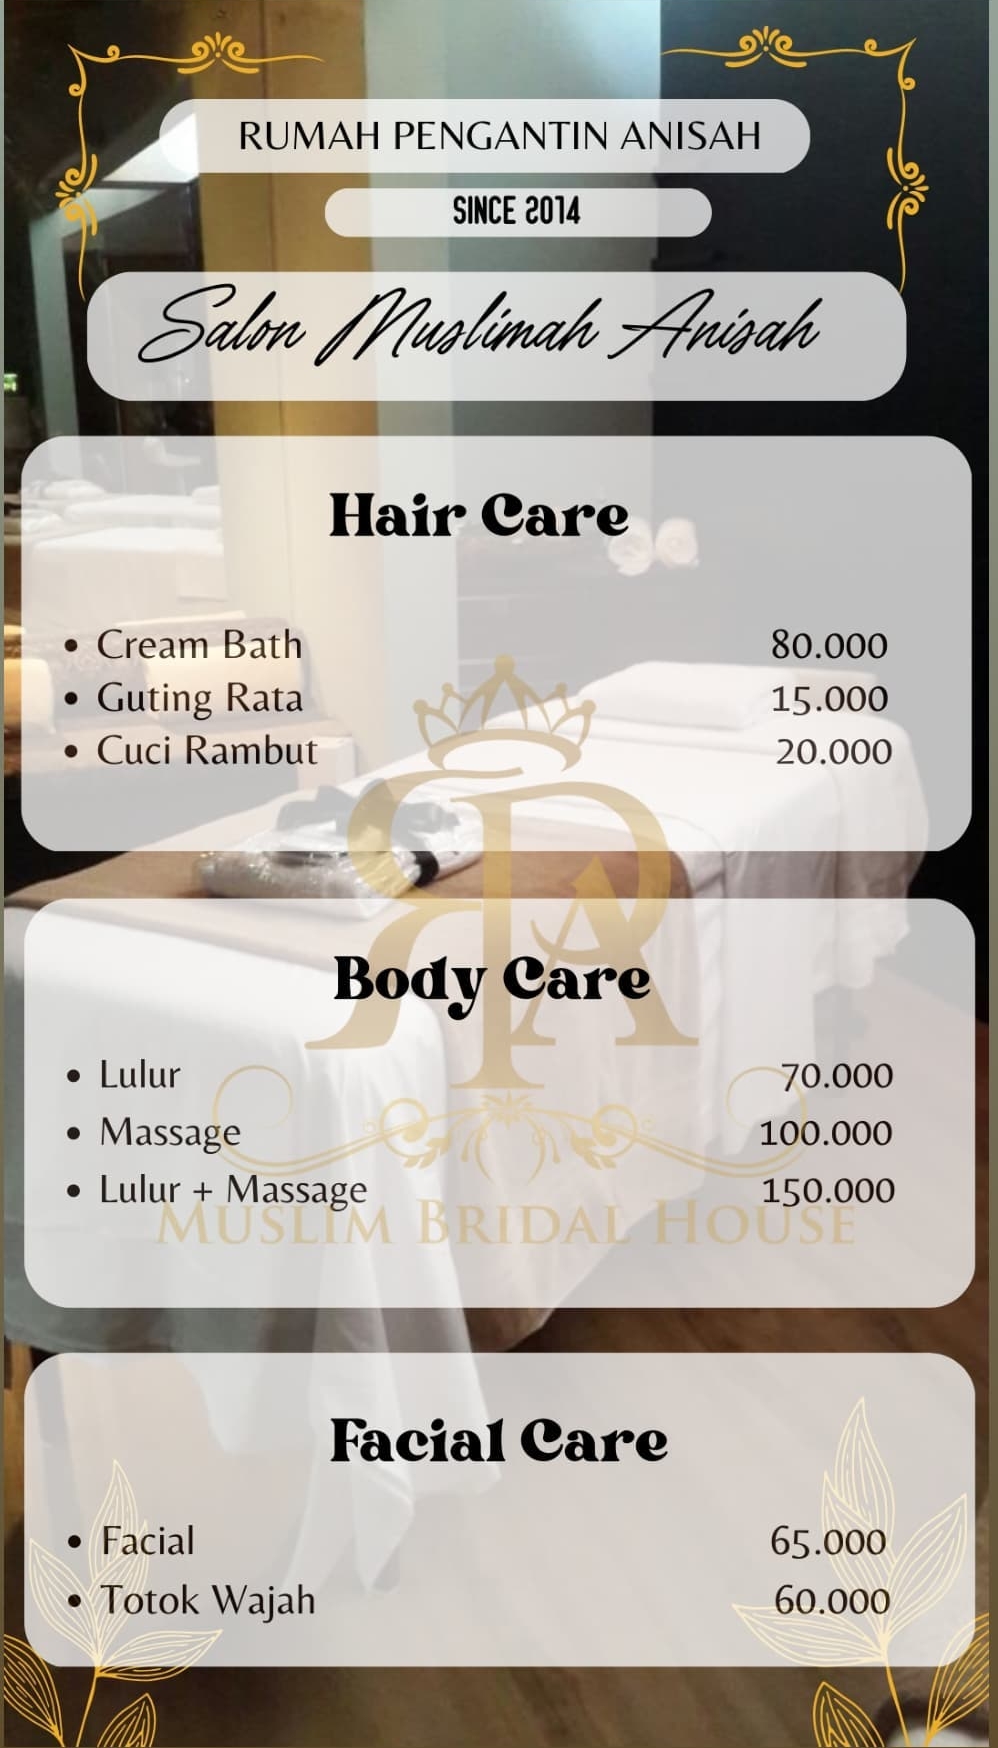 RUMAH PENGANTIN ANISAH
SINCE 2014
Salon Muslimah Anisah
Hair Care
• Cream Bath 80.000
• Guting Rata 15.000
• Cuci Rambut 20.000
RPA
Body Care
• Lulur 70.000
• Massage 100.000
• Lulur + Massage 150.000
MUSLIM BRIDAL HOUSE
Facial Care
• Facial 65.000
• Totok Wajah 60.000